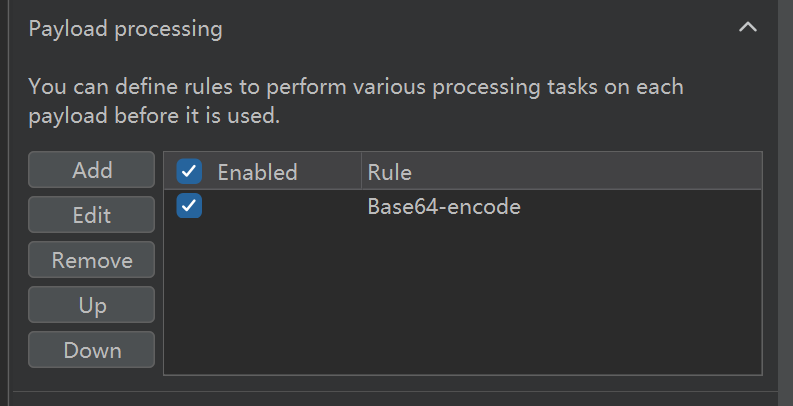 Payload processing
You can define rules to perform various processing tasks on each
payload before it is used.
Add
Edit
Remove
Up
Down
Enabled Rule
Base64-encode